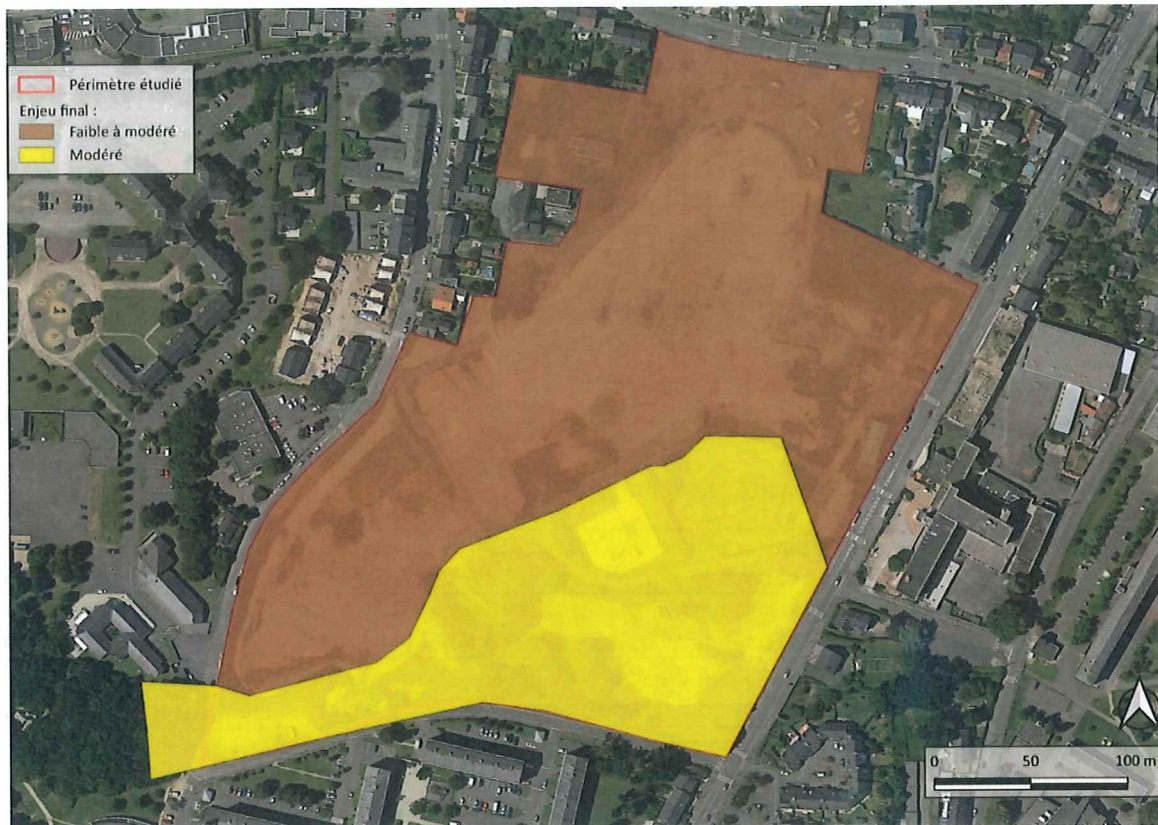 Périmètre étudié
Enjeu final :
Faible à modéré
Modéré
0 50 100 m